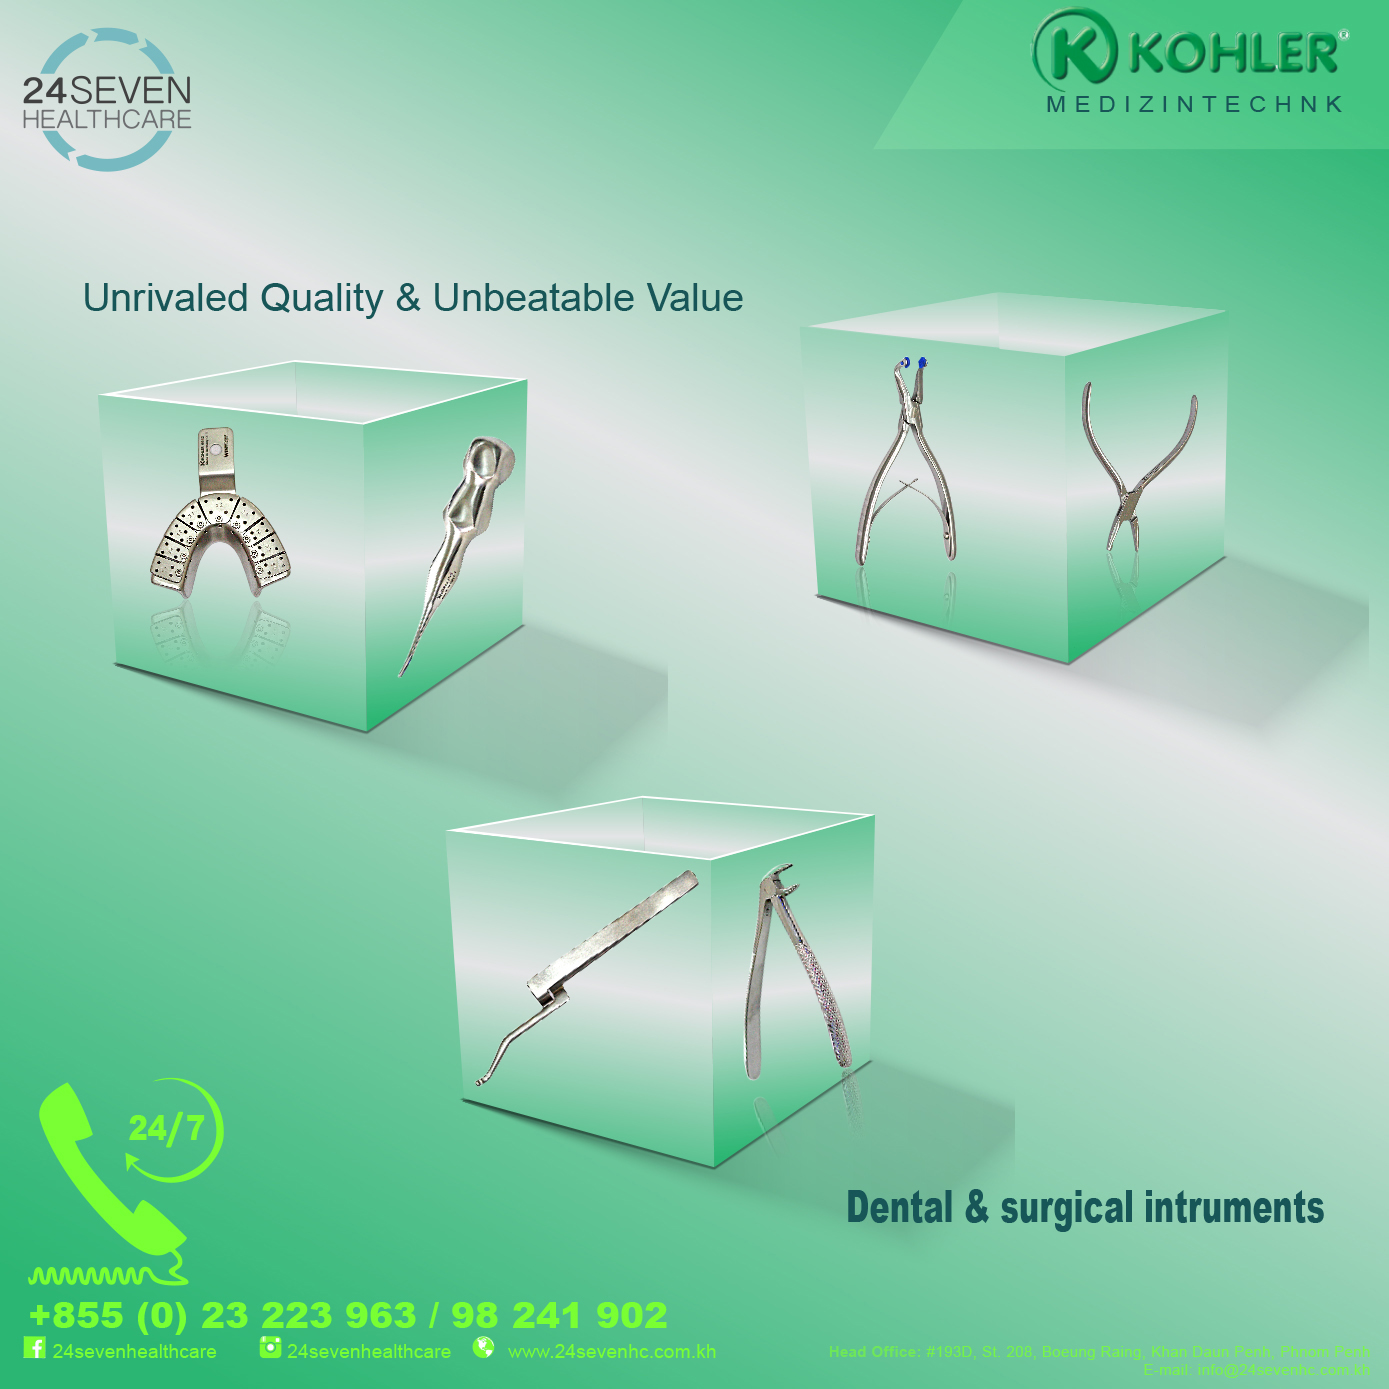 24SEVEN
HEALTHCARE
K KOHLER®
MEDIZINTECHNK
Unrivaled Quality & Unbeatable Value
24/7
Dental & surgical intruments
+855 (0) 23 223 963 / 98 241 902
24sevenhealthcare 24sevenhealthcare www.24sevenhc.com.kh
Head Office: #193D, St. 208, Boeung Raing, Khan Daun Penh, Phnom Penh
E-mail: info@24sevenhc.com.kh